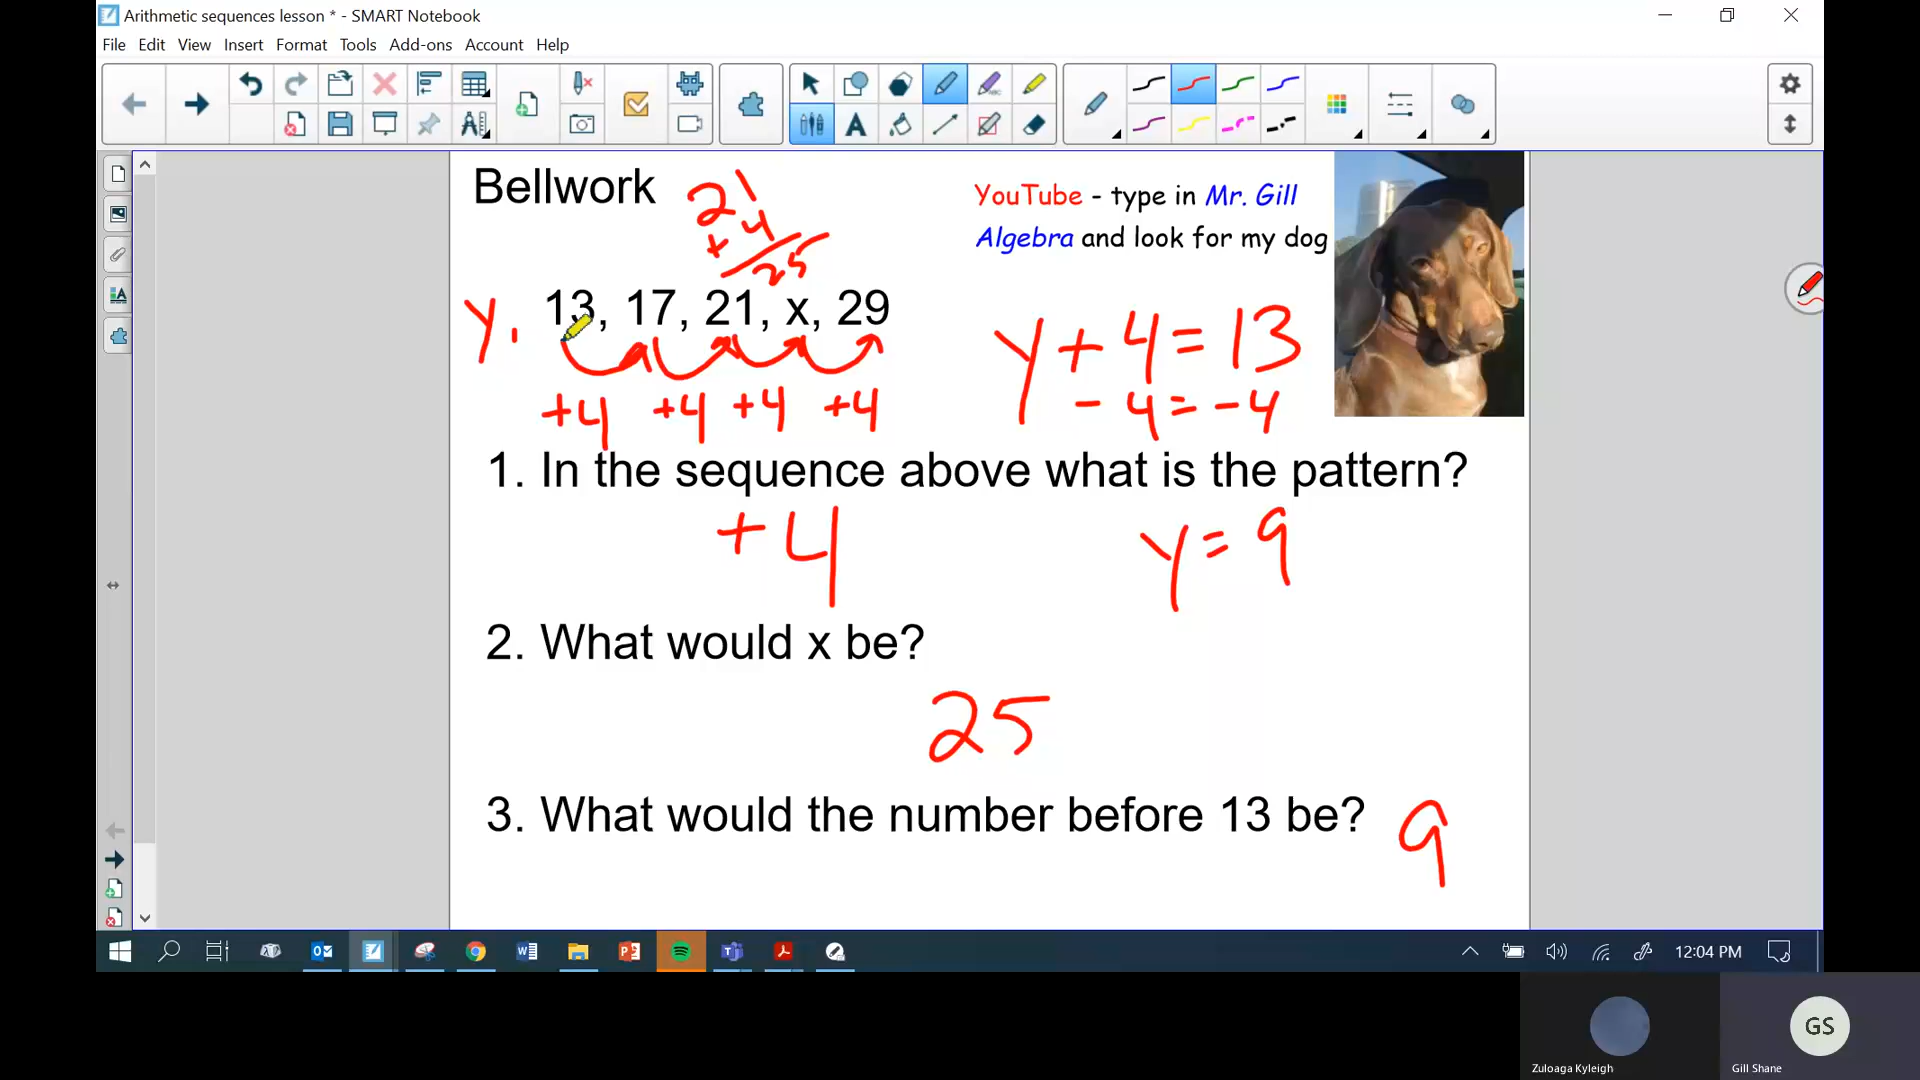 Arithmetic sequences lesson * - SMART Notebook
File Edit View Insert Format Tools Add-ons Account Help
Bellwork
21
+ 4
25
YouTube - type in Mr. Gill
Algebra and look for my dog
y, 13, 17, 21, x, 29
+4 +4 +4 +4
y + 4 = 13
- 4 = - 4
1. In the sequence above what is the pattern?
+4
y = 9
2. What would x be?
25
3. What would the number before 13 be? 9
12:04 PM
GS
Zuloaga Kyleigh
Gill Shane